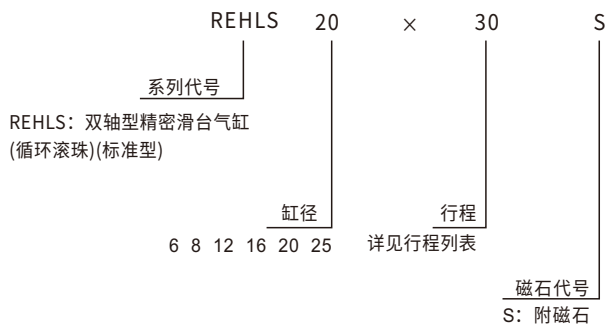 REHLS 20 × 30 S
系列代号
REHLS：双轴型精密滑台气缸
(循环滚珠)(标准型)
缸径 行程
6 8 12 16 20 25 详见行程列表
磁石代号
S：附磁石